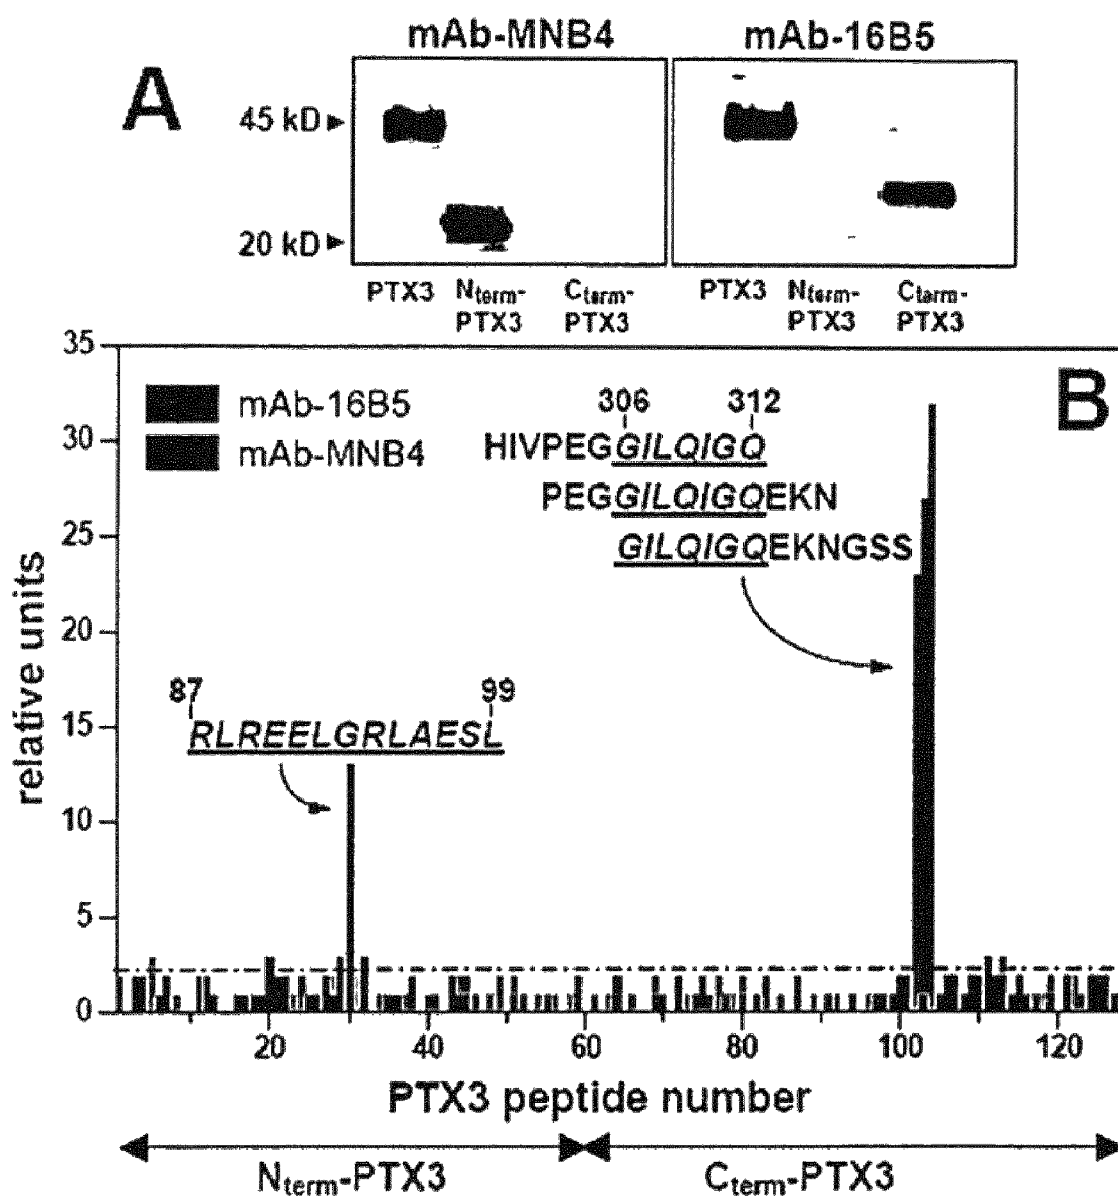 mAb-MNB4 mAb-16B5
A
45 kD
20 kD
PTX3 Nterm-PTX3 Cterm-PTX3 PTX3 Nterm-PTX3 Cterm-PTX3
B
mAb-16B5
mAb-MNB4
306 312
HIVPEGGILQIGQ
PEGGILQIGQEKN
GILQIGQEKNGSS
87 99
RLREELGRLAESL
relative units
35
30
25
20
15
10
5
0
20 40 60 80 100 120
PTX3 peptide number
Nterm-PTX3 Cterm-PTX3